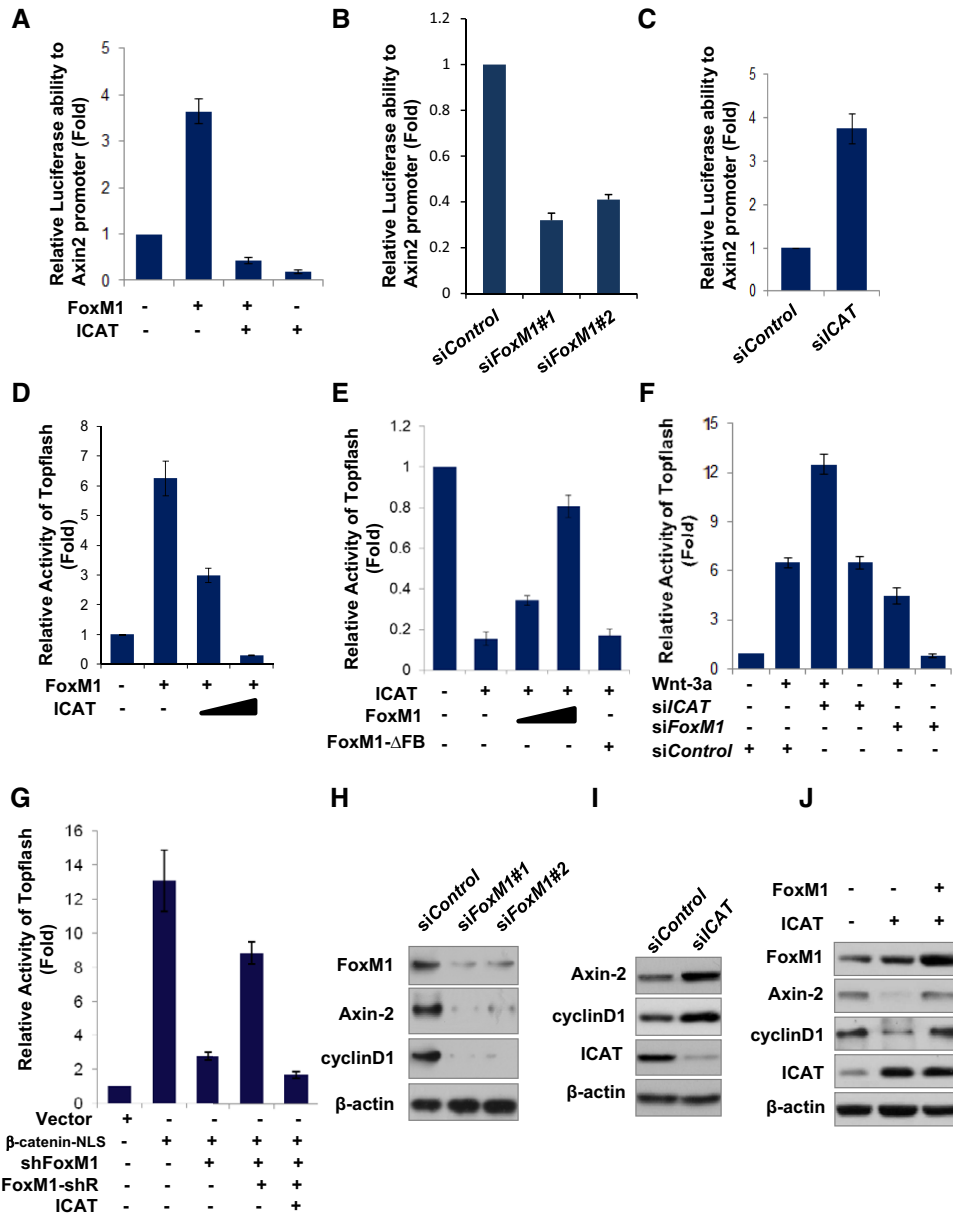 A
Relative Luciferase ability to
Axin2 promoter (Fold)
5
4
3
2
1
0
FoxM1 - + + -
ICAT - - + +
B
Relative Luciferase ability to
Axin2 promoter (Fold)
1.2
1
0.8
0.6
0.4
0.2
0
siControl
siFoxM1#1
siFoxM1#2
C
Relative Luciferase ability to
Axin2 promoter (Fold)
5
4
3
2
1
0
siControl
siICAT
D
Relative Activity of Topflash
(Fold)
8
7
6
5
4
3
2
1
0
FoxM1 - + + +
ICAT - -
E
Relative Activity of Topflash
(Fold)
1.2
1
0.8
0.6
0.4
0.2
0
ICAT - + + + +
FoxM1 - - -
FoxM1-ΔFB - - - - +
F
Relative Activity of Topflash
(Fold)
15
12
9
6
3
0
Wnt-3a - + + - + -
siICAT - - + + - -
siFoxM1 - - - - + +
siControl + + - - - -
G
Relative Activity of Topflash
(Fold)
16
14
12
10
8
6
4
2
0
Vector + - - - -
β-catenin-NLS - + + + +
shFoxM1 - - + + +
FoxM1-shR - - - + +
ICAT - - - - +
H
siControl
siFoxM1#1
siFoxM1#2
FoxM1
Axin-2
cyclinD1
β-actin
I
siControl
siICAT
Axin-2
cyclinD1
ICAT
β-actin
J
FoxM1 - - +
ICAT - + +
FoxM1
Axin-2
cyclinD1
ICAT
β-actin